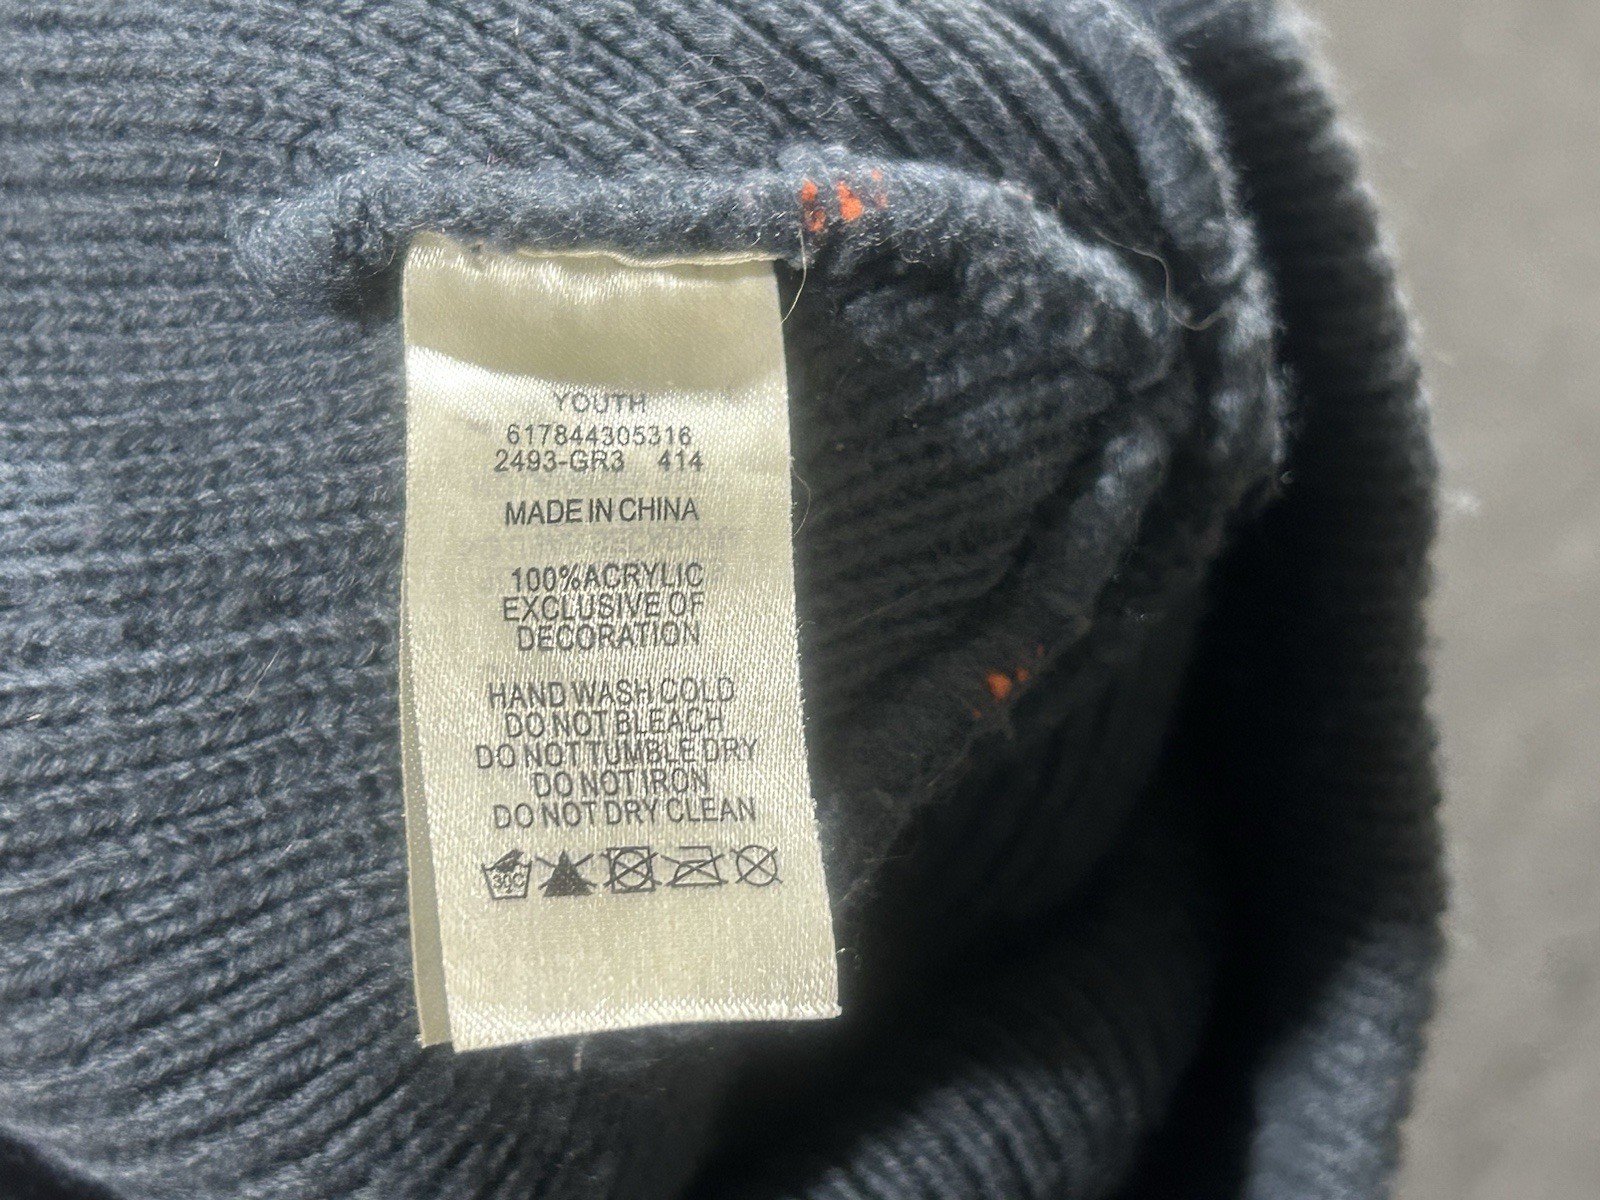 YOUTH
617844305316
2493-GR3 414
MADE IN CHINA
100% ACRYLIC
EXCLUSIVE OF
DECORATION
HAND WASH COLD
DO NOT BLEACH
DO NOT TUMBLE DRY
DO NOT IRON
DO NOT DRY CLEAN
30C